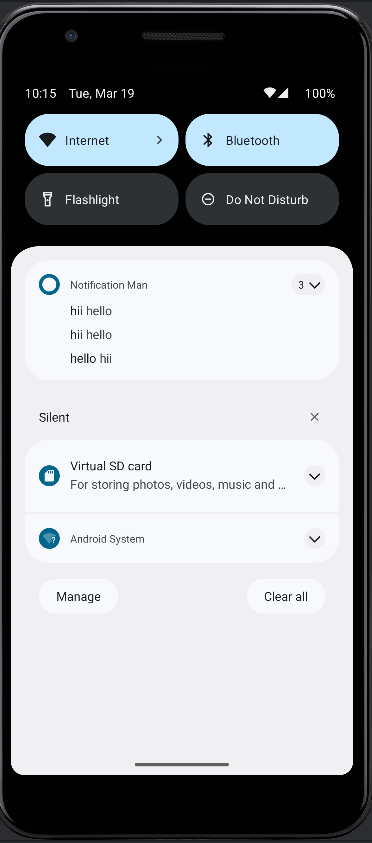 10:15 Tue, Mar 19 100%
Internet Bluetooth
Flashlight Do Not Disturb
Notification Man 3
hii hello
hii hello
hello hii
Silent
Virtual SD card
For storing photos, videos, music and ...
Android System
Manage Clear all